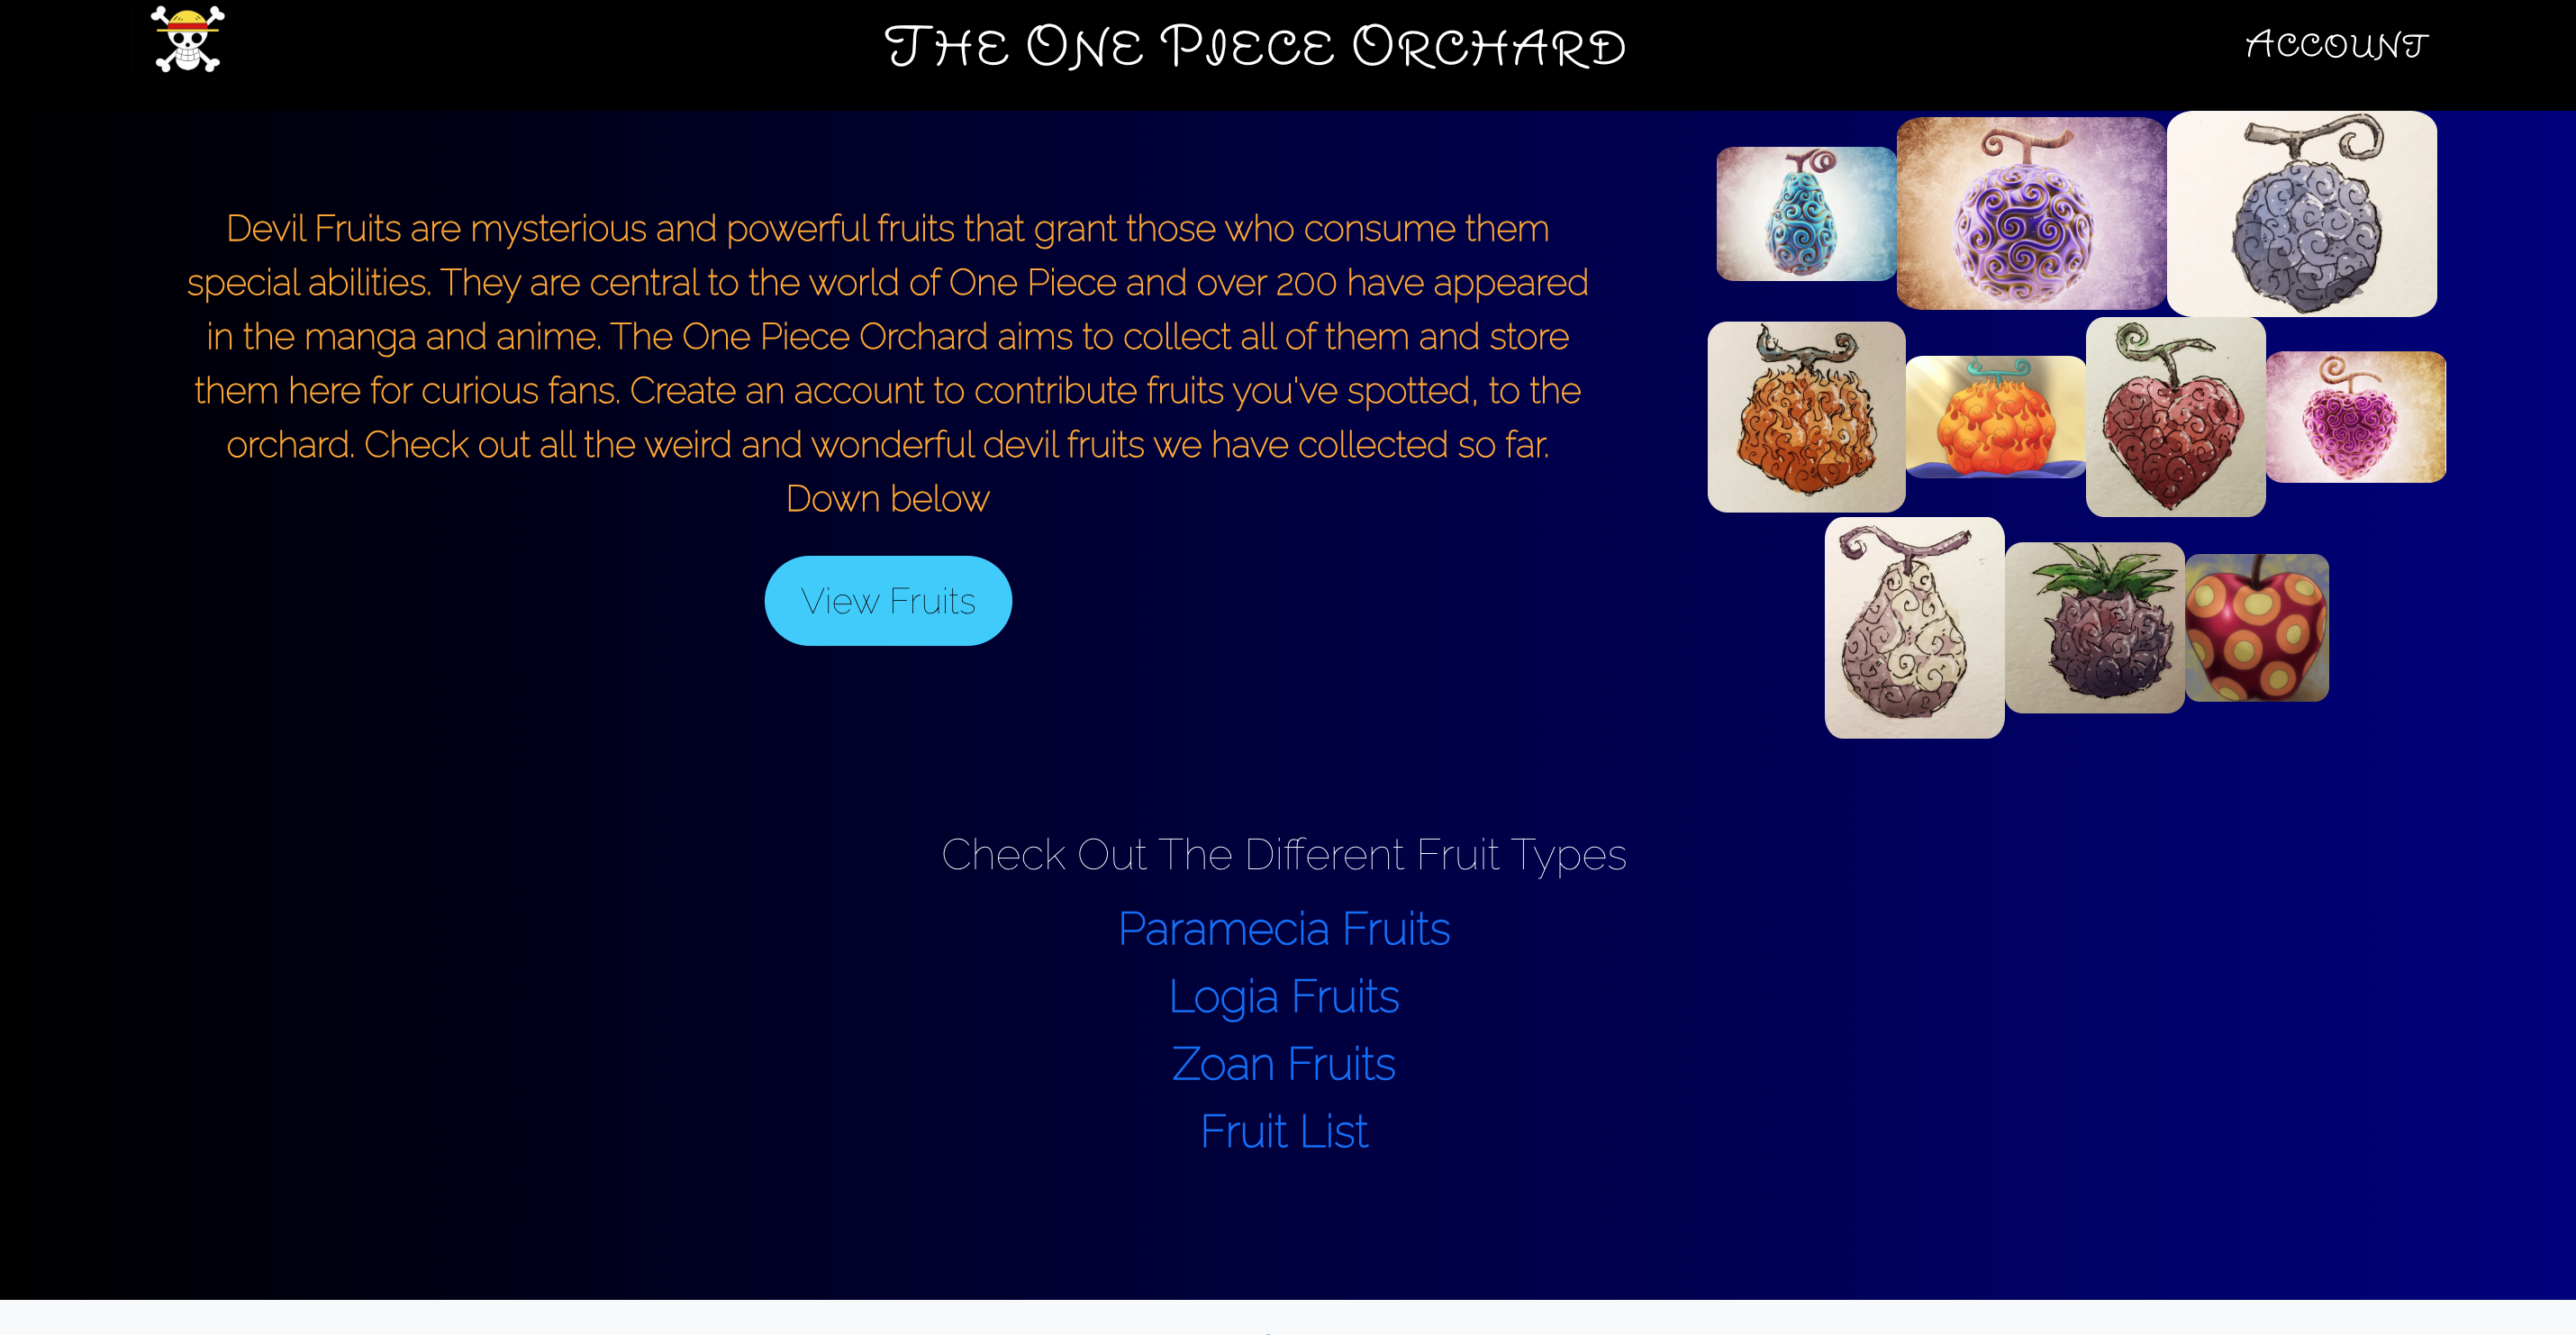 THE ONE PIECE ORCHARD
ACCOUNT
Devil Fruits are mysterious and powerful fruits that grant those who consume them
special abilities. They are central to the world of One Piece and over 200 have appeared
in the manga and anime. The One Piece Orchard aims to collect all of them and store
them here for curious fans. Create an account to contribute fruits you've spotted, to the
orchard. Check out all the weird and wonderful devil fruits we have collected so far.
Down below
View Fruits
Check Out The Different Fruit Types
Paramecia Fruits
Logia Fruits
Zoan Fruits
Fruit List